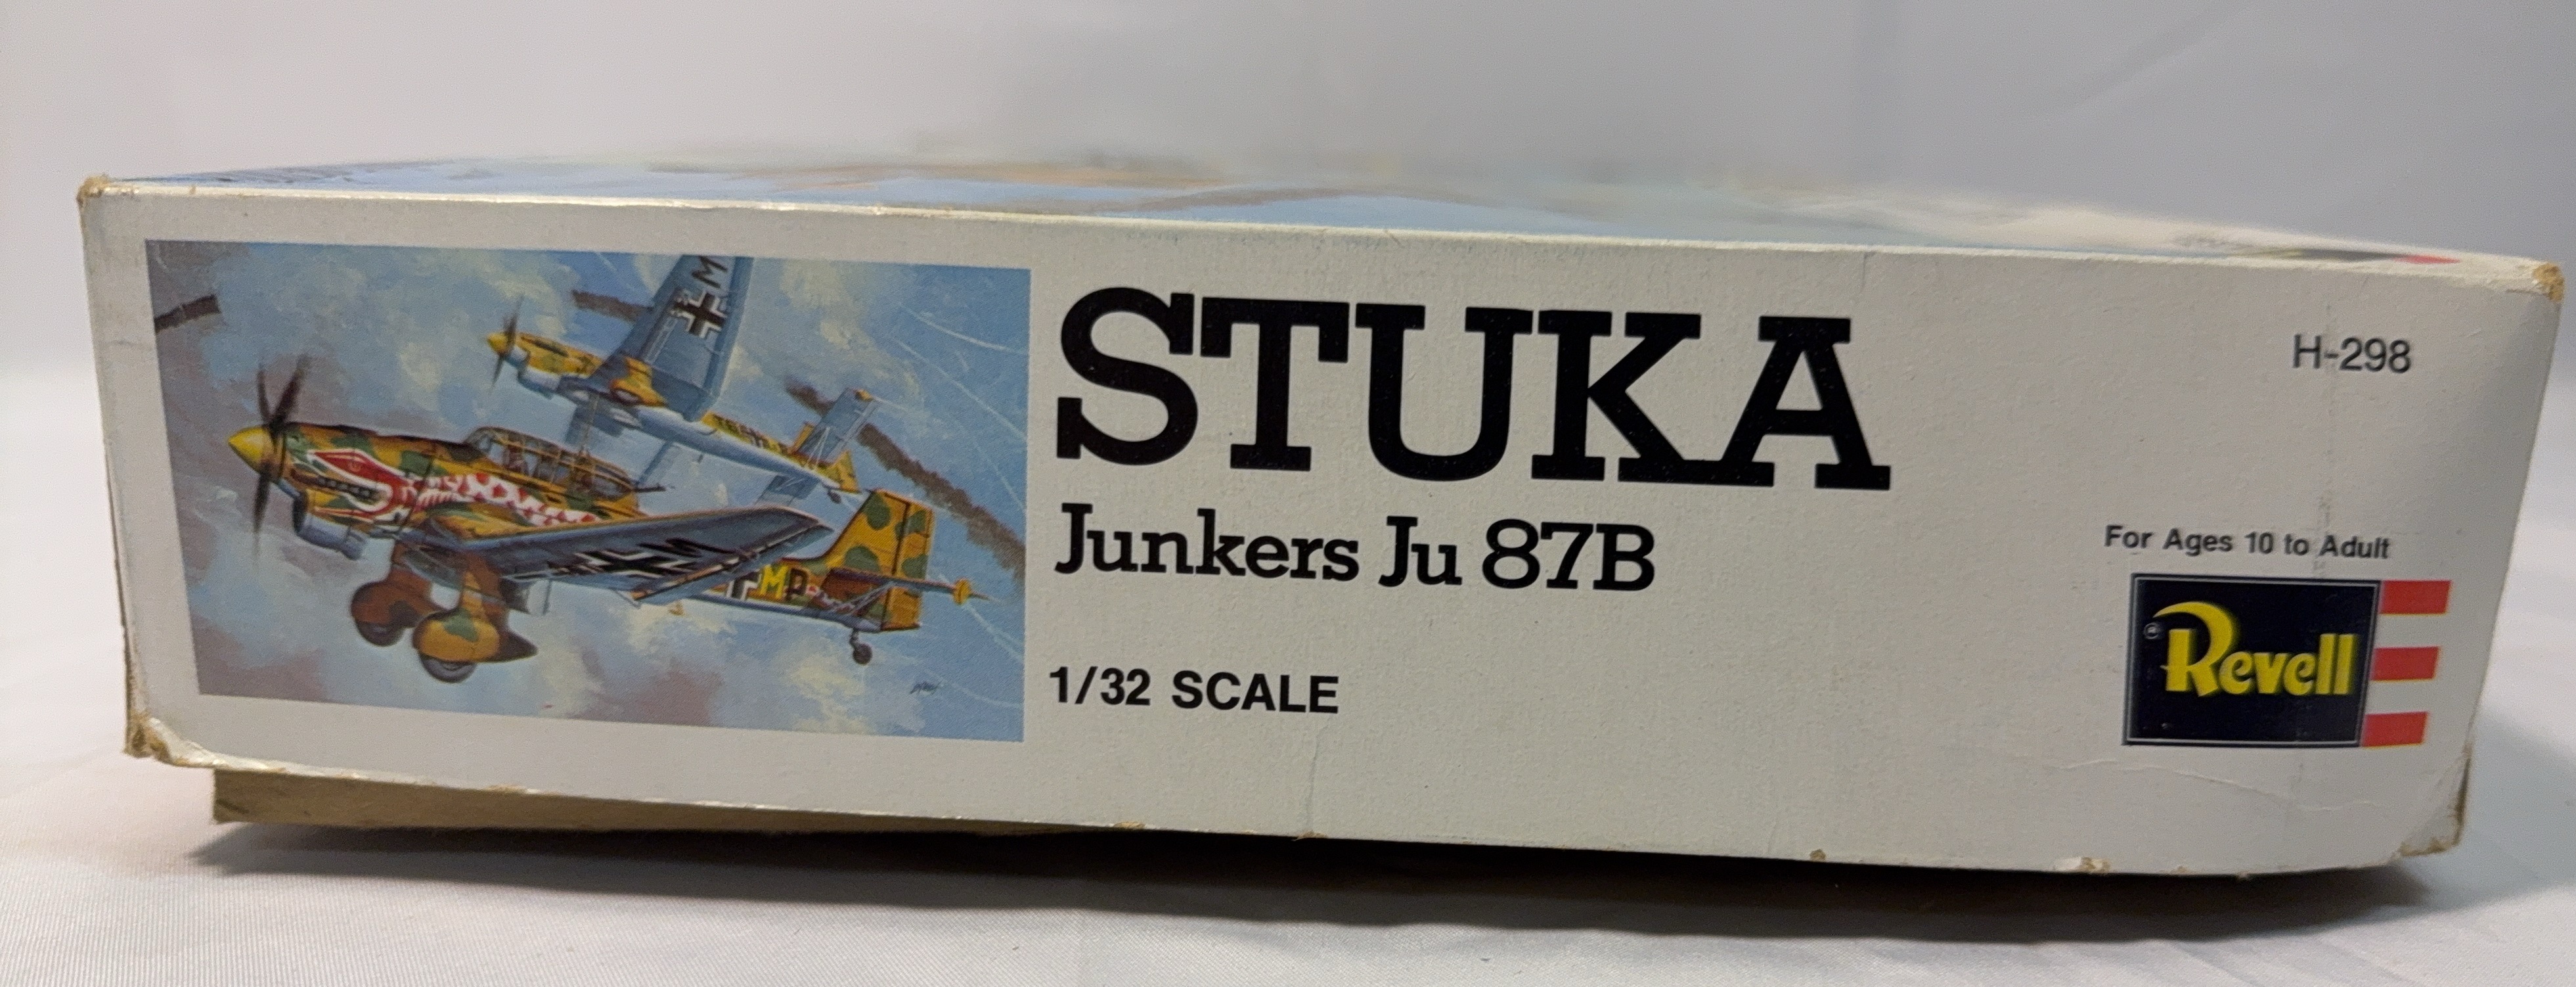 STUKA
Junkers Ju 87B
1/32 SCALE
H-298
For Ages 10 to Adult
Revell
®
M
M